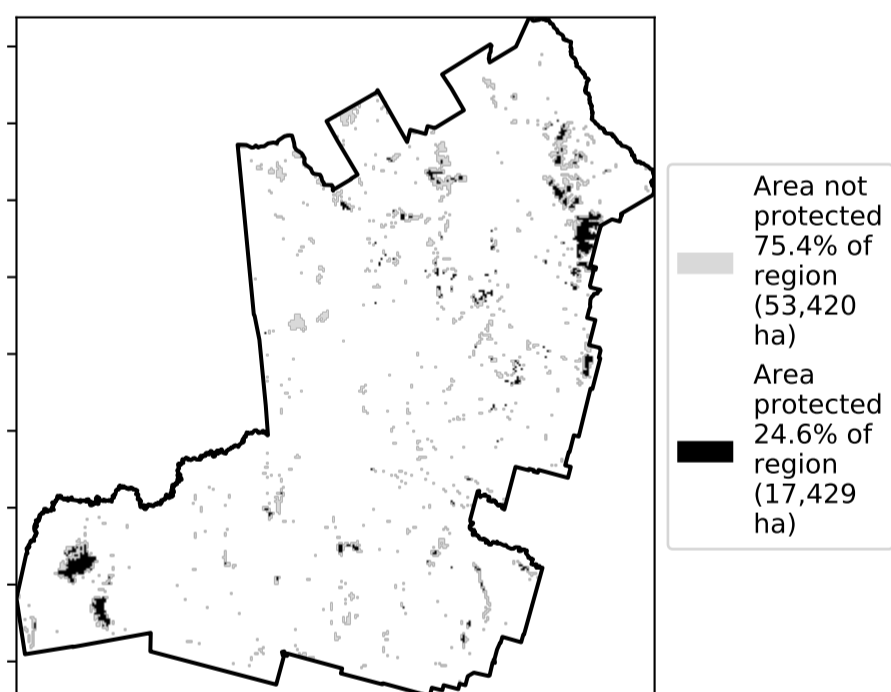 Area not
protected
75.4% of
region
(53,420
ha)
Area
protected
24.6% of
region
(17,429
ha)